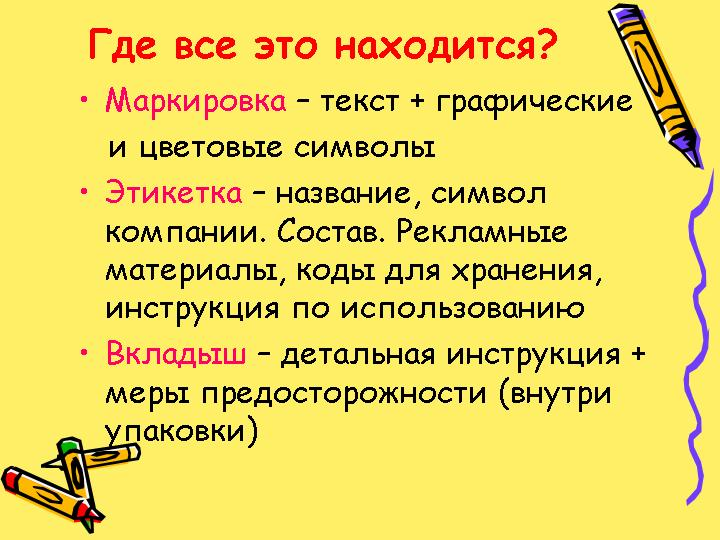 Где все это находится?
• Маркировка – текст + графические
и цветовые символы
• Этикетка – название, символ
компании. Состав. Рекламные
материалы, коды для хранения,
инструкция по использованию
• Вкладыш – детальная инструкция +
меры предосторожности (внутри
упаковки)